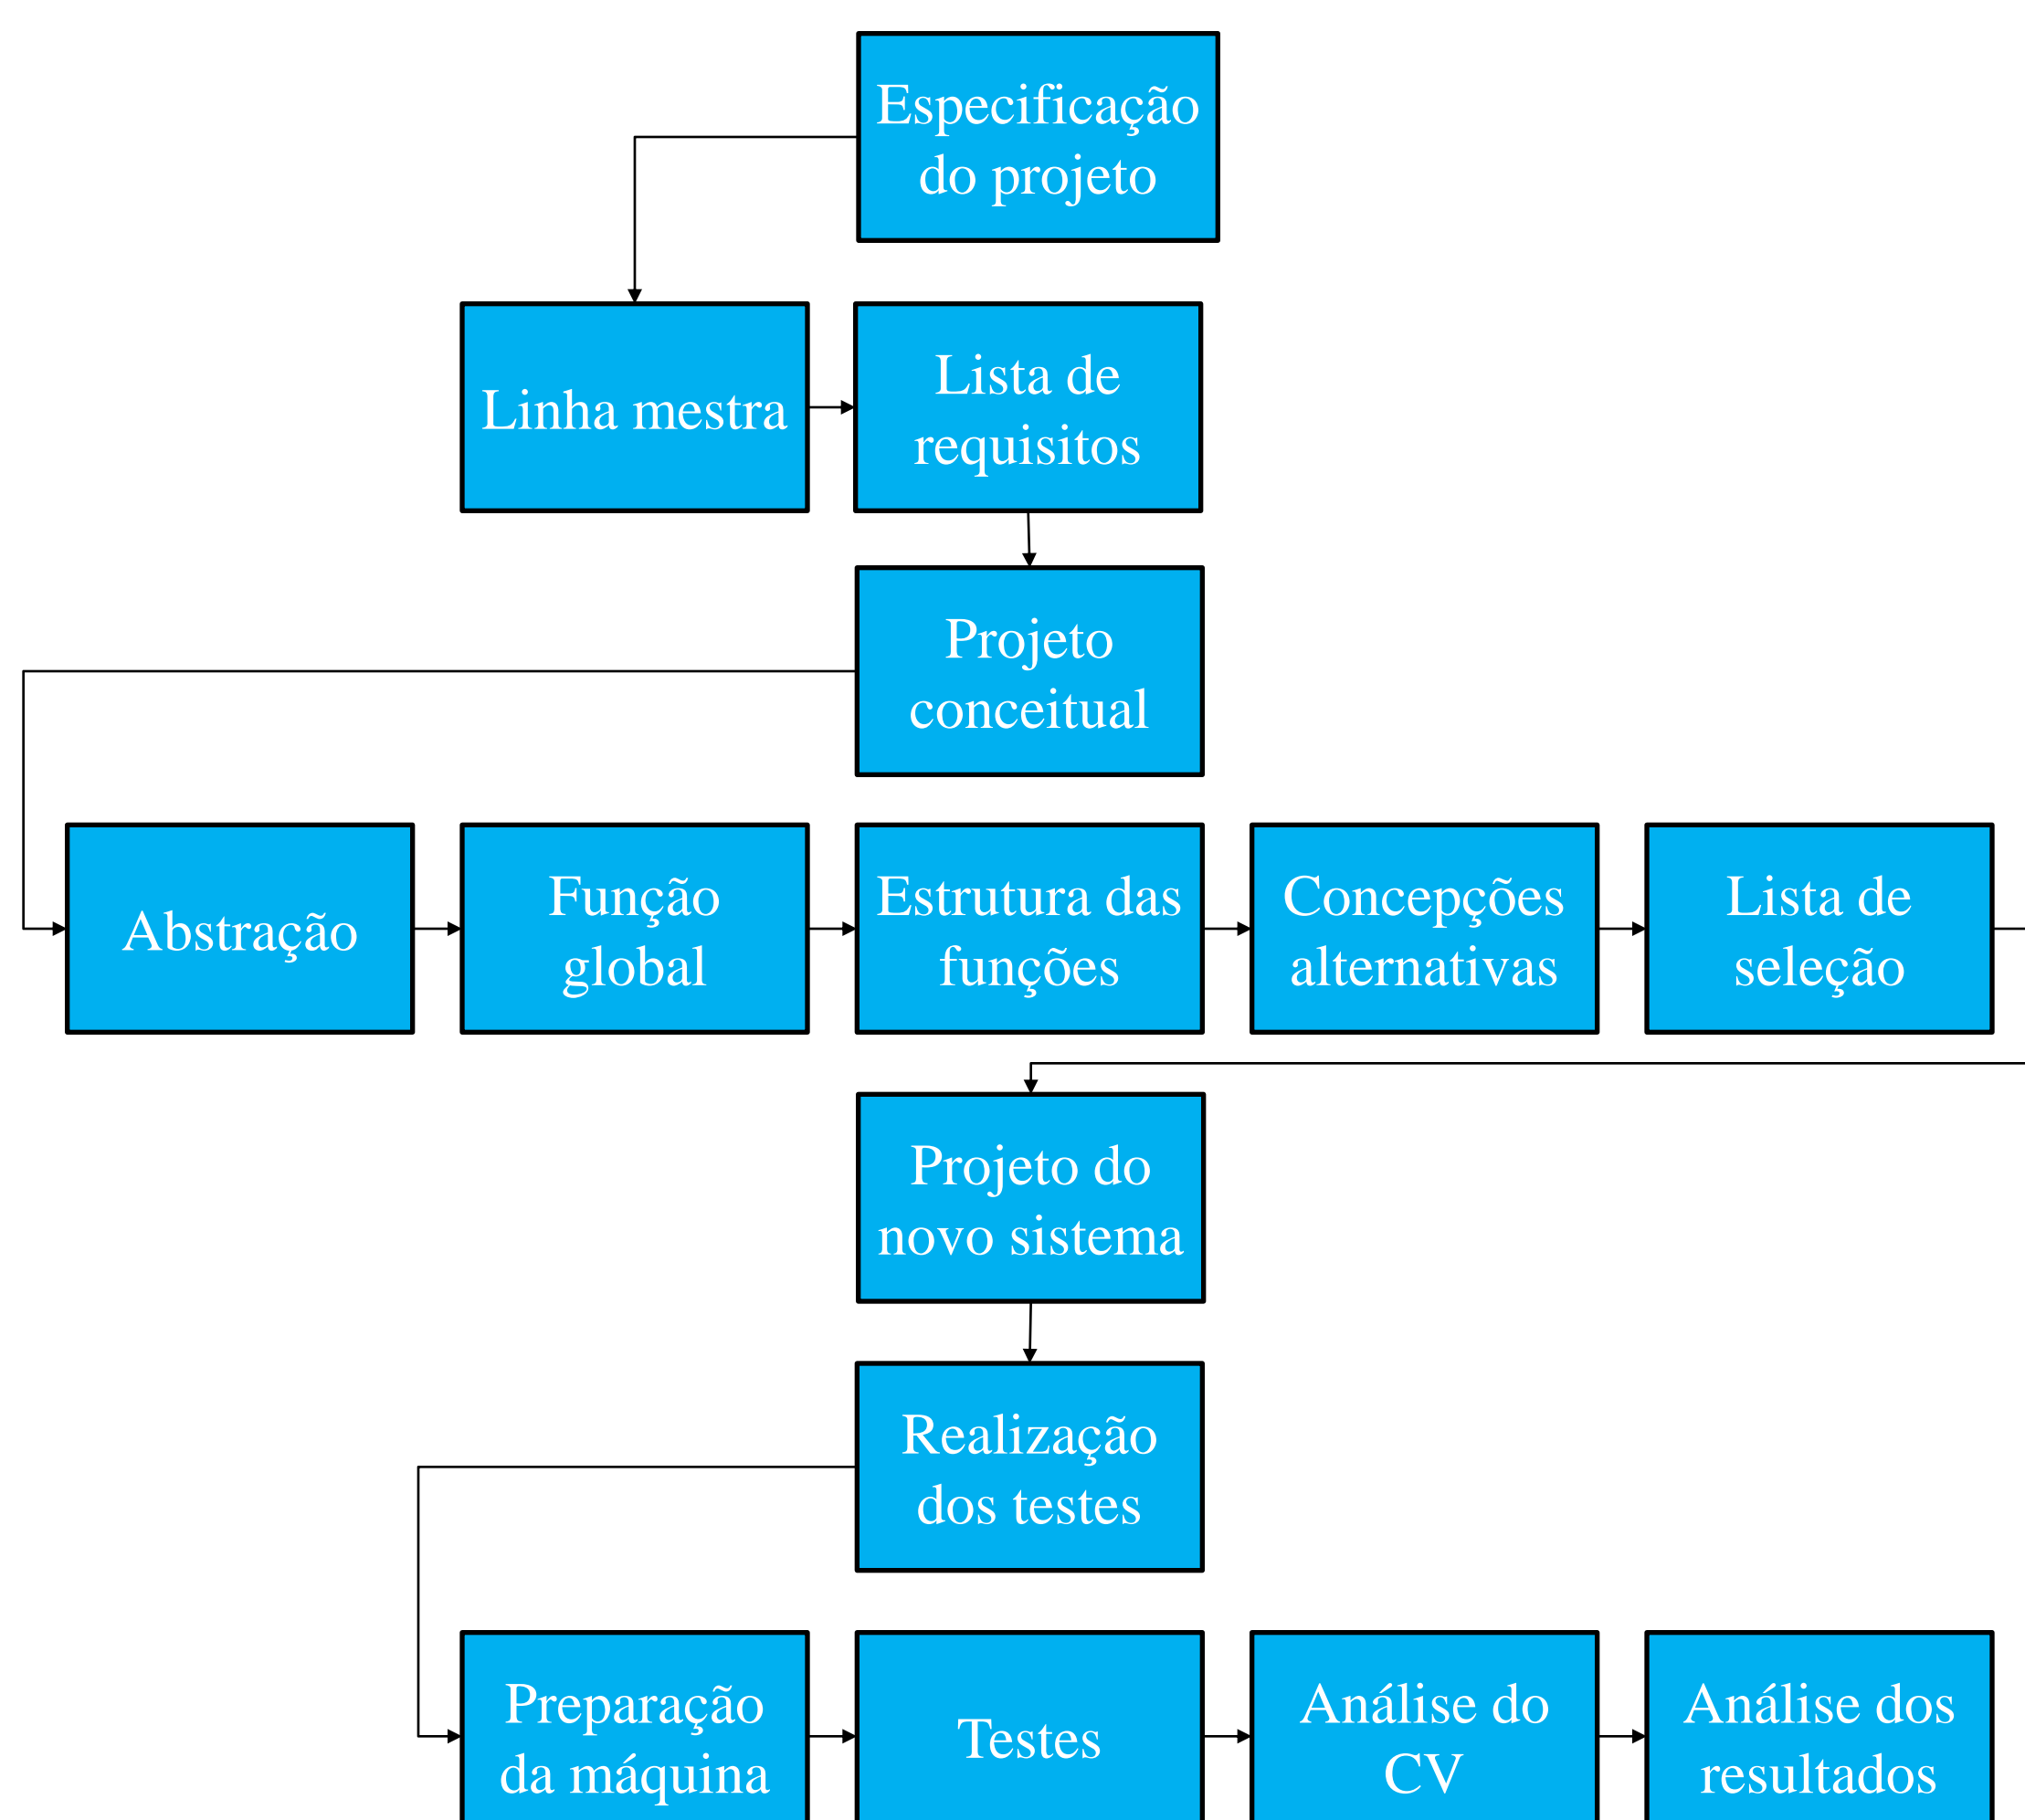 Especificação
do projeto
Linha mestra
Lista de
requisitos
Projeto
conceitual
Abstração
Função
global
Estrutura das
funções
Concepções
alternativas
Lista de
seleção
Projeto do
novo sistema
Realização
dos testes
Preparação
da máquina
Testes
Análise do
CV
Análise dos
resultados